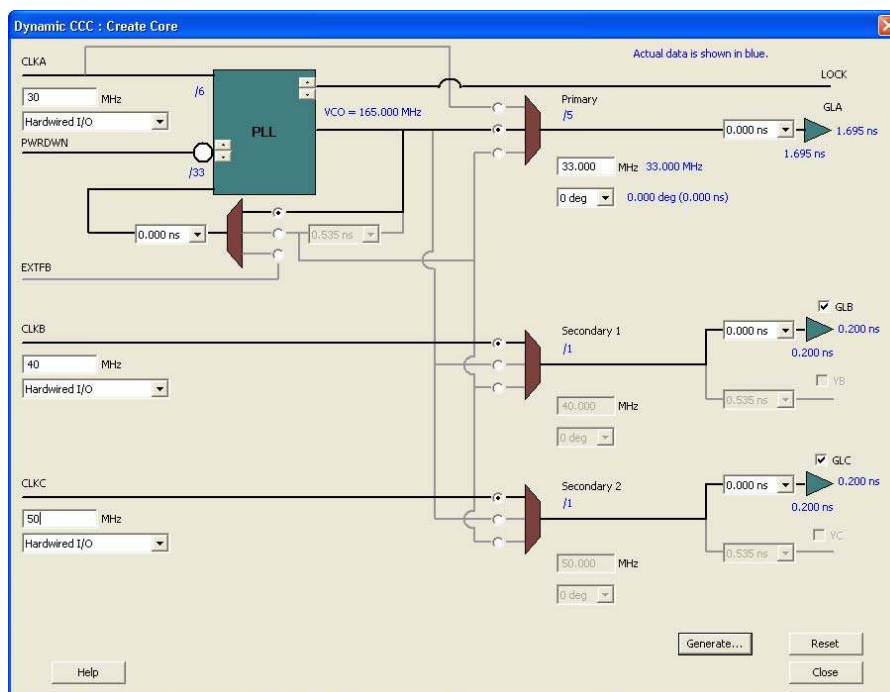 Dynamic CCC : Create Core
Actual data is shown in blue.
CLKA
LOCK
30 MHz
/6
Hardwired I/O
VCO = 165.000 MHz
Primary
/5
GLA
PLL
0.000 ns
1.695 ns
1.695 ns
PWRDWN
/33
33.000 MHz 33.000 MHz
0 deg 0.000 deg (0.000 ns)
0.000 ns
0.535 ns
EXTFB
GLB
CLKB
Secondary 1
/1
0.000 ns
0.200 ns
0.200 ns
40 MHz
Hardwired I/O
YB
0.535 ns
40.000 MHz
0 deg
GLC
CLKC
Secondary 2
/1
0.000 ns
0.200 ns
0.200 ns
50 MHz
Hardwired I/O
YC
0.535 ns
50.000 MHz
0 deg
Generate...
Reset
Help
Close